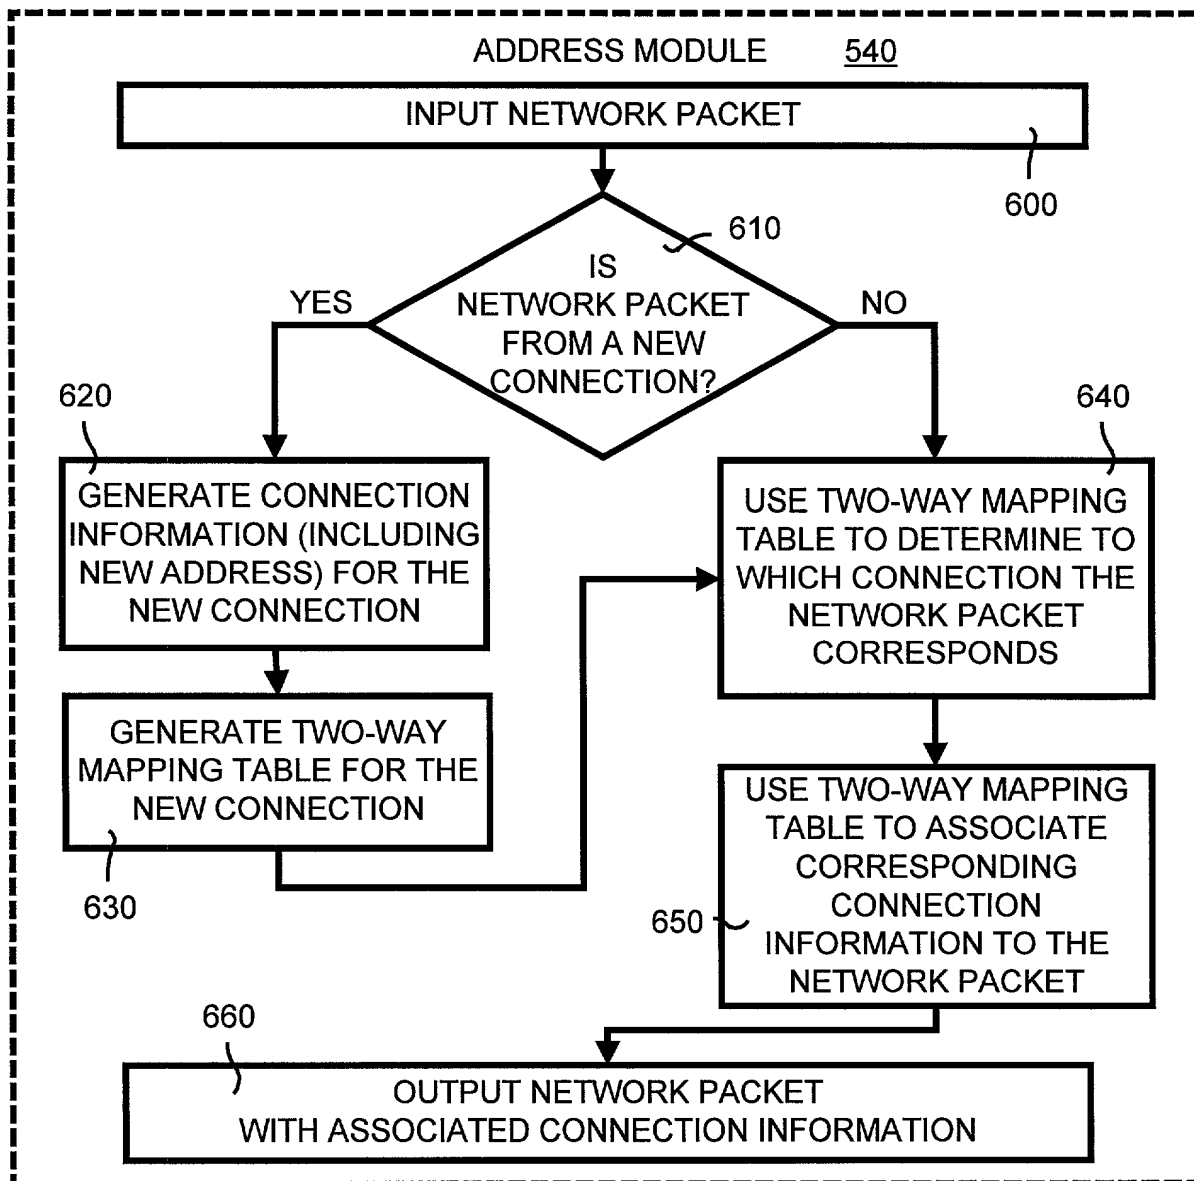 ADDRESS MODULE 540
INPUT NETWORK PACKET
600
610
IS
NETWORK PACKET
FROM A NEW
CONNECTION?
YES
NO
620
GENERATE CONNECTION
INFORMATION (INCLUDING
NEW ADDRESS) FOR THE
NEW CONNECTION
640
USE TWO-WAY MAPPING
TABLE TO DETERMINE TO
WHICH CONNECTION THE
NETWORK PACKET
CORRESPONDS
GENERATE TWO-WAY
MAPPING TABLE FOR THE
NEW CONNECTION
630
USE TWO-WAY MAPPING
TABLE TO ASSOCIATE
CORRESPONDING
CONNECTION
INFORMATION TO THE
NETWORK PACKET
650
660
OUTPUT NETWORK PACKET
WITH ASSOCIATED CONNECTION INFORMATION